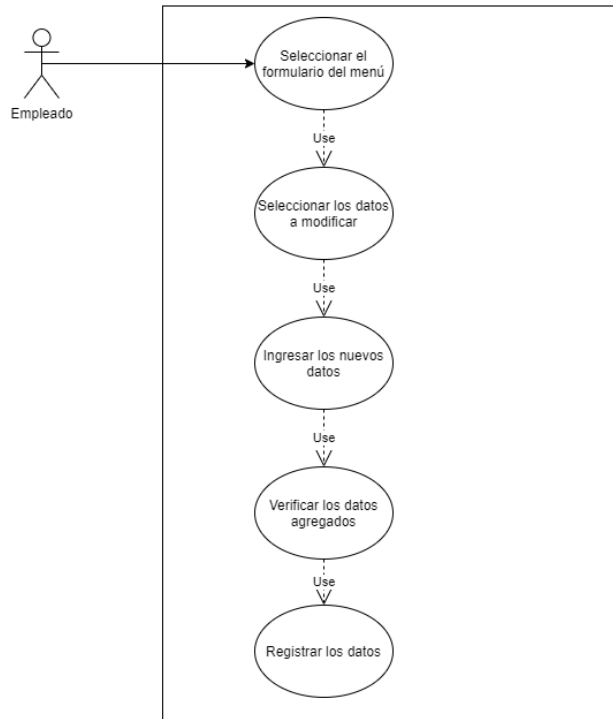 Empleado
Seleccionar el
formulario del menú
Use
Seleccionar los datos
a modificar
Use
Ingresar los nuevos
datos
Use
Verificar los datos
agregados
Use
Registrar los datos